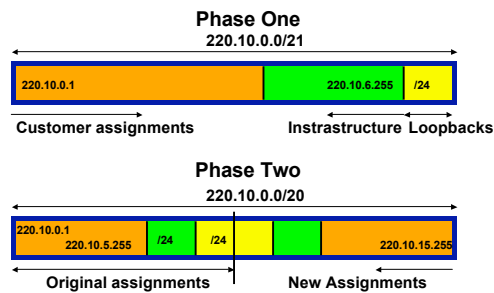 Phase One
220.10.0.0/21
220.10.0.1 220.10.6.255 /24
Customer assignments Instrastructure Loopbacks
Phase Two
220.10.0.0/20
220.10.0.1
220.10.5.255 /24 /24 220.10.15.255
Original assignments New Assignments